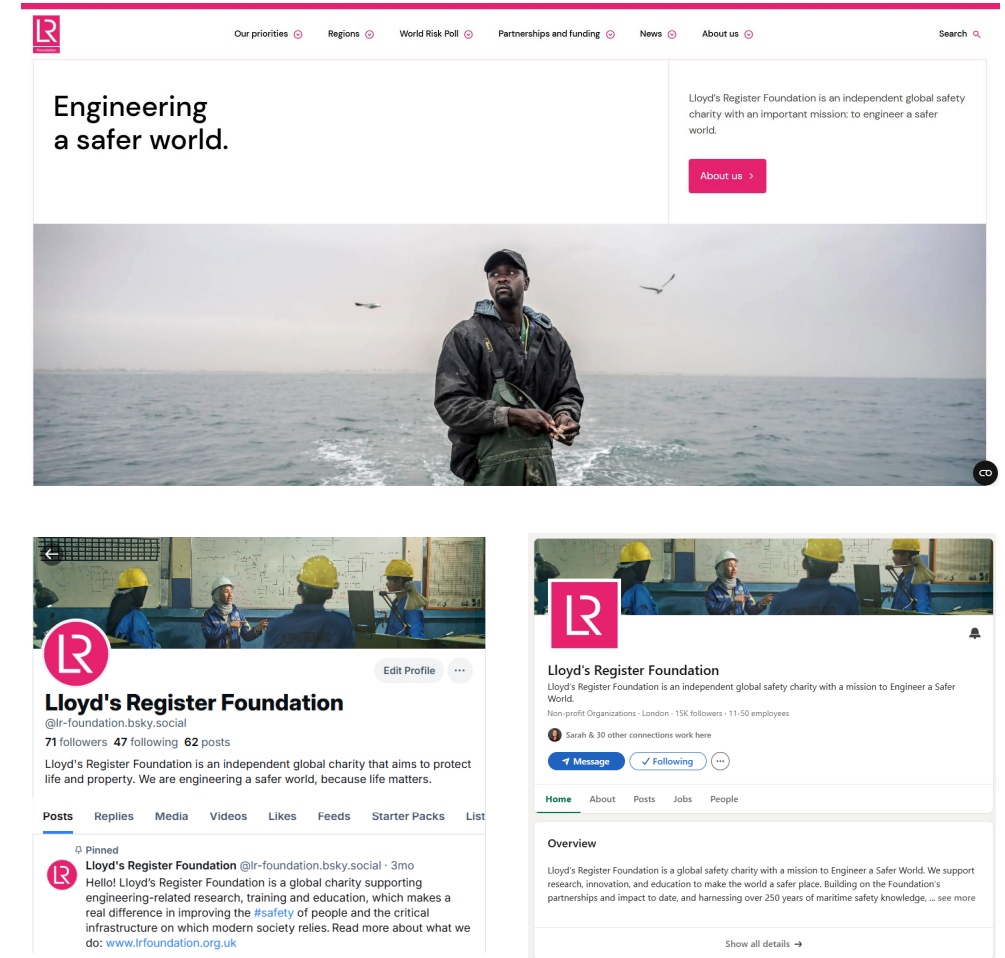 LR
Foundation
Our priorities
Regions
World Risk Poll
Partnerships and funding
News
About us
Search
Engineering
a safer world.
Lloyd's Register Foundation is an independent global safety
charity with an important mission: to engineer a safer
world.
About us
LR
Edit Profile
Lloyd's Register Foundation
@lr-foundation.bsky.social
71 followers 47 following 62 posts
Lloyd's Register Foundation is an independent global charity that aims to protect
life and property. We are engineering a safer world, because life matters.
Posts Replies Media Videos Likes Feeds Starter Packs List
Pinned
LR
Lloyd's Register Foundation @lr-foundation.bsky.social · 3mo
Hello! Lloyd's Register Foundation is a global charity supporting
engineering-related research, training and education, which makes a
real difference in improving the #safety of people and the critical
infrastructure on which modern society relies. Read more about what we
do: www.lrfoundation.org.uk
LR
Lloyd's Register Foundation
Lloyd's Register Foundation is an independent global safety charity with a mission to Engineer a Safer
World.
Non-profit Organizations · London · 15K followers · 11-50 employees
Sarah & 30 other connections work here
Message
✓ Following
Home About Posts Jobs People
Overview
Lloyd's Register Foundation is a global safety charity with a mission to Engineer a Safer World. We support
research, innovation, and education to make the world a safer place. Building on the Foundation's
partnerships and impact to date, and harnessing over 250 years of maritime safety knowledge, ... see more
Show all details →